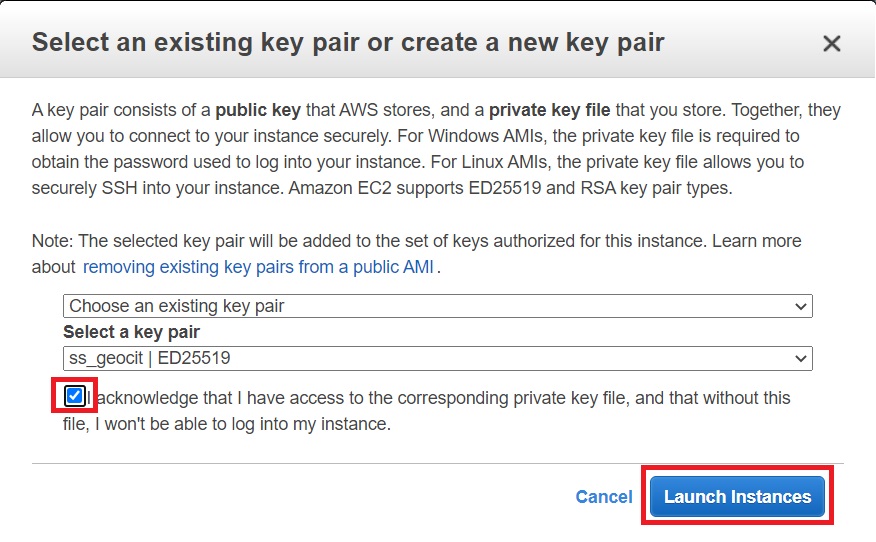 Select an existing key pair or create a new key pair
A key pair consists of a public key that AWS stores, and a private key file that you store. Together, they
allow you to connect to your instance securely. For Windows AMIs, the private key file is required to
obtain the password used to log into your instance. For Linux AMIs, the private key file allows you to
securely SSH into your instance. Amazon EC2 supports ED25519 and RSA key pair types.
Note: The selected key pair will be added to the set of keys authorized for this instance. Learn more
about removing existing key pairs from a public AMI.
Choose an existing key pair
Select a key pair
ss_geocit | ED25519
I acknowledge that I have access to the corresponding private key file, and that without this
file, I won't be able to log into my instance.
Cancel Launch Instances